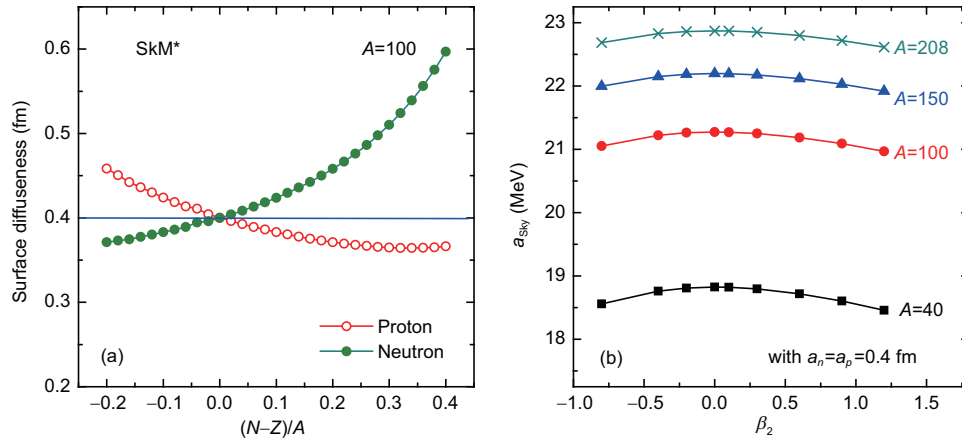 SkM*
A=100
Surface diffuseness (fm)
0.6
0.5
0.4
0.3
0.2
Proton
Neutron
(a)
−0.2
−0.1
0.0
0.1
0.2
0.3
0.4
(N−Z)/A
a_Sky (MeV)
23
22
21
20
19
18
17
A=208
A=150
A=100
A=40
(b)
with a_n=a_p=0.4 fm
−1.0
−0.5
0.0
0.5
1.0
1.5
β_2